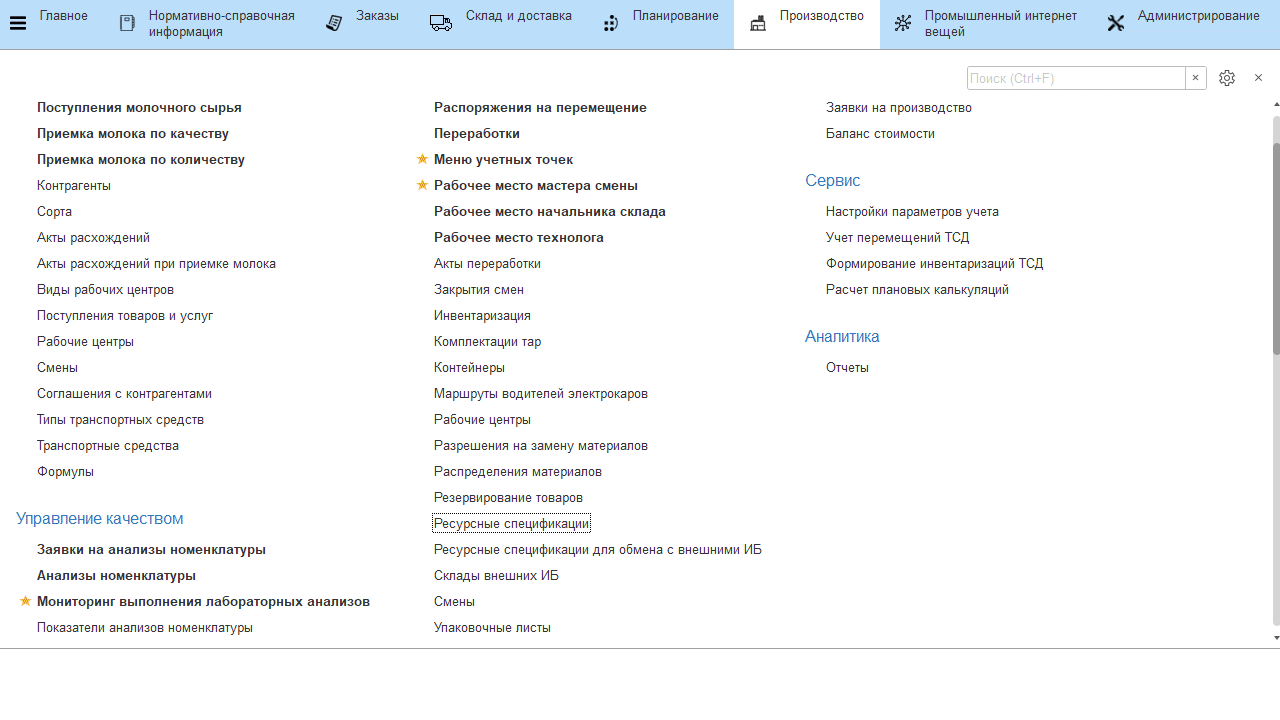 Главное
Нормативно-справочная
информация
Заказы
Склад и доставка
Планирование
Производство
Промышленный интернет
вещей
Администрирование
Поиск (Ctrl+F)
Поступления молочного сырья
Приемка молока по качеству
Приемка молока по количеству
Контрагенты
Сорта
Акты расхождений
Акты расхождений при приемке молока
Виды рабочих центров
Поступления товаров и услуг
Рабочие центры
Смены
Соглашения с контрагентами
Типы транспортных средств
Транспортные средства
Формулы
Управление качеством
Заявки на анализы номенклатуры
Анализы номенклатуры
Мониторинг выполнения лабораторных анализов
Показатели анализов номенклатуры
Распоряжения на перемещение
Переработки
Меню учетных точек
Рабочее место мастера смены
Рабочее место начальника склада
Рабочее место технолога
Акты переработки
Закрытия смен
Инвентаризация
Комплектации тар
Контейнеры
Маршруты водителей электрокаров
Рабочие центры
Разрешения на замену материалов
Распределения материалов
Резервирование товаров
Ресурсные спецификации
Ресурсные спецификации для обмена с внешними ИБ
Склады внешних ИБ
Смены
Упаковочные листы
Заявки на производство
Баланс стоимости
Сервис
Настройки параметров учета
Учет перемещений ТСД
Формирование инвентаризаций ТСД
Расчет плановых калькуляций
Аналитика
Отчеты